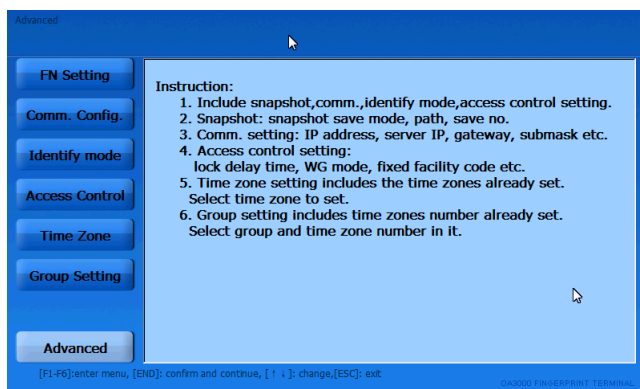 Advanced
FN Setting
Comm. Config.
Identify mode
Access Control
Time Zone
Group Setting
Advanced
Instruction:
1. Include snapshot,comm.,identify mode,access control setting.
2. Snapshot: snapshot save mode, path, save no.
3. Comm. setting: IP address, server IP, gateway, submask etc.
4. Access control setting:
lock delay time, WG mode, fixed facility code etc.
5. Time zone setting includes the time zones already set.
Select time zone to set.
6. Group setting includes time zones number already set.
Select group and time zone number in it.
[F1-F6]:enter menu, [END]: confirm and continue, [ ↑ ↓ ]: change,[ESC]: exit
OA3000 FINGERPRINT TERMINAL